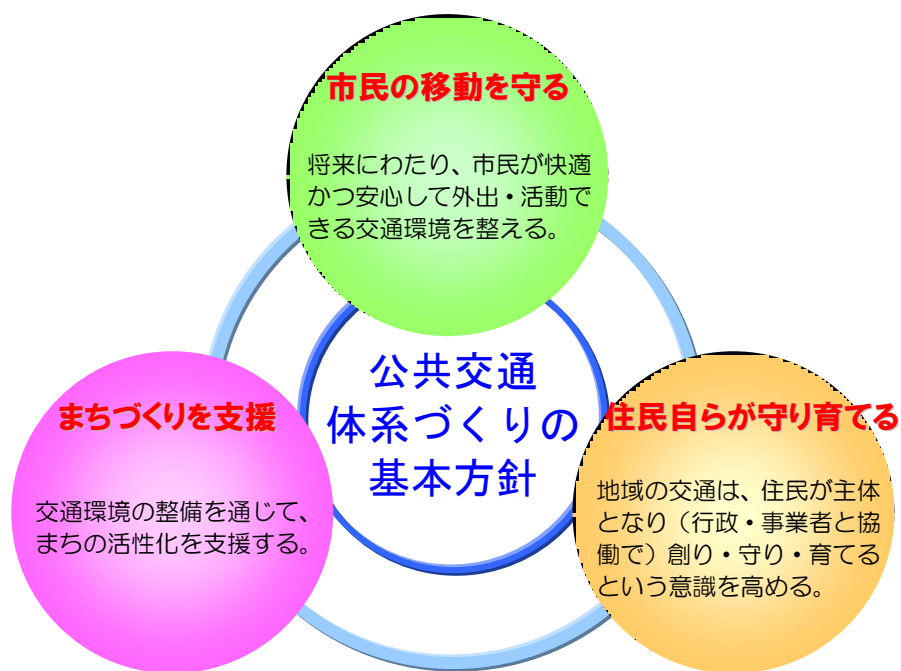 市民の移動を守る
将来にわたり、市民が快適
かつ安心して外出・活動で
きる交通環境を整える。
公共交通
体系づくりの
基本方針
まちづくりを支援
交通環境の整備を通じて、
まちの活性化を支援する。
住民自らが守り育てる
地域の交通は、住民が主体
となり（行政・事業者と協
働で）創り・守り・育てる
という意識を高める。